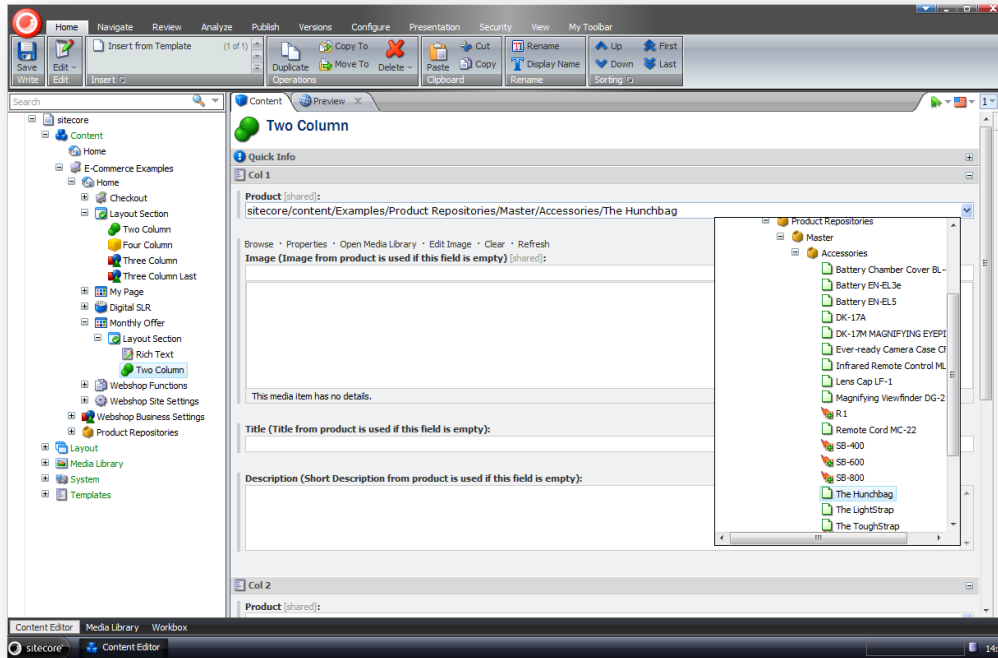 Home Navigate Review Analyze Publish Versions Configure Presentation Security View My Toolbar
Save
Write
Edit
Edit
Insert from Template
(1 of 1)
Insert
Duplicate
Copy To
Move To
Delete
Operations
Paste
Cut
Copy
Clipboard
Rename
Display Name
Rename
Up
Down
First
Last
Sorting
Search
sitecore
Content
Home
E-Commerce Examples
Home
Checkout
Layout Section
Two Column
Four Column
Three Column
Three Column Last
My Page
Digital SLR
Monthly Offer
Layout Section
Rich Text
Two Column
Webshop Functions
Webshop Site Settings
Webshop Business Settings
Product Repositories
Layout
Media Library
System
Templates
Content Preview
1
Two Column
Quick Info
Col 1
Product [shared]:
sitecore/content/Examples/Product Repositories/Master/Accessories/The Hunchbag
Browse · Properties · Open Media Library · Edit Image · Clear · Refresh
Image (Image from product is used if this field is empty) [shared]:
This media item has no details.
Title (Title from product is used if this field is empty):
Description (Short Description from product is used if this field is empty):
Product Repositories
Master
Accessories
Battery Chamber Cover BL-
Battery EN-EL3e
Battery EN-EL5
DK-17A
DK-17M MAGNIFYING EYEPI
Ever-ready Camera Case CF
Infrared Remote Control ML
Lens Cap LF-1
Magnifying Viewfinder DG-2
R1
Remote Cord MC-22
SB-400
SB-600
SB-800
The Hunchbag
The LightStrap
The ToughStrap
Col 2
Product [shared]:
Content Editor Media Library Workbox
sitecore Content Editor 14: